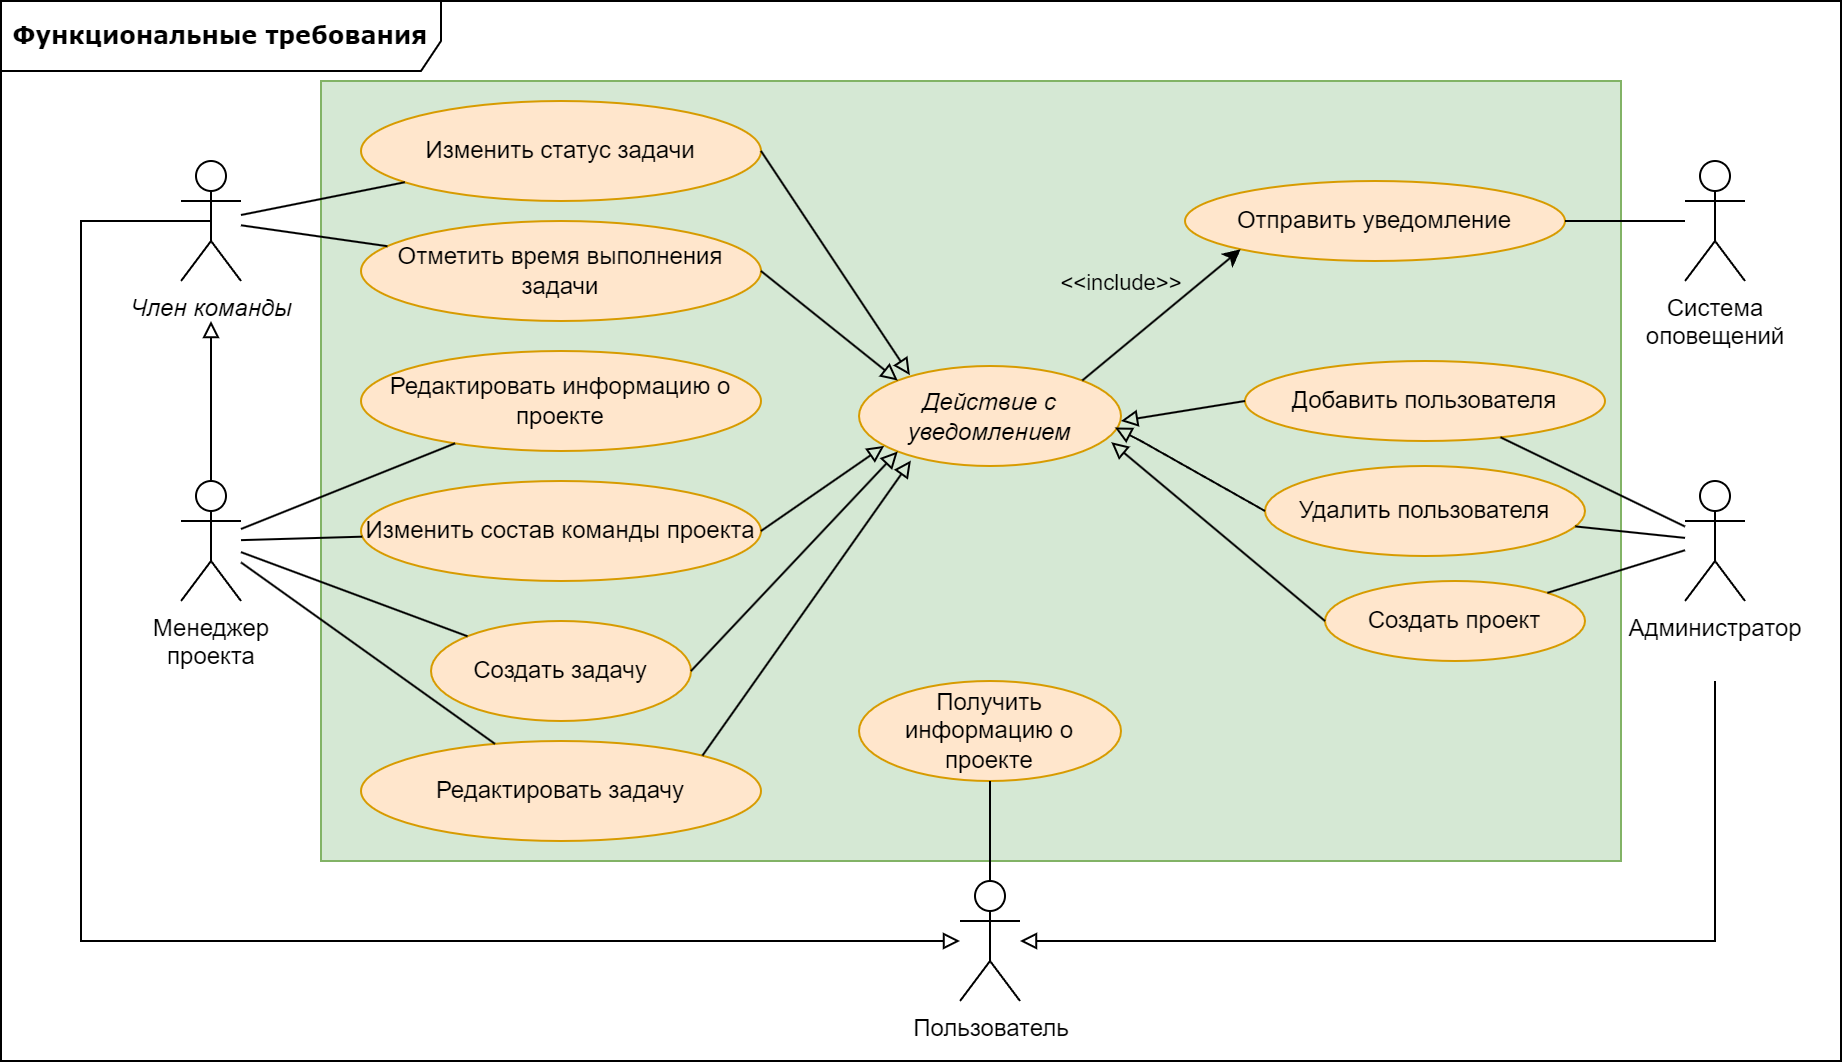 Функциональные требования
Изменить статус задачи
Отметить время выполнения
задачи
Отправить уведомление
<<include>>
Член команды
Система
оповещений
Редактировать информацию о
проекте
Действие с
уведомлением
Добавить пользователя
Изменить состав команды проекта
Удалить пользователя
Менеджер
проекта
Создать проект
Администратор
Создать задачу
Получить
информацию о
проекте
Редактировать задачу
Пользователь